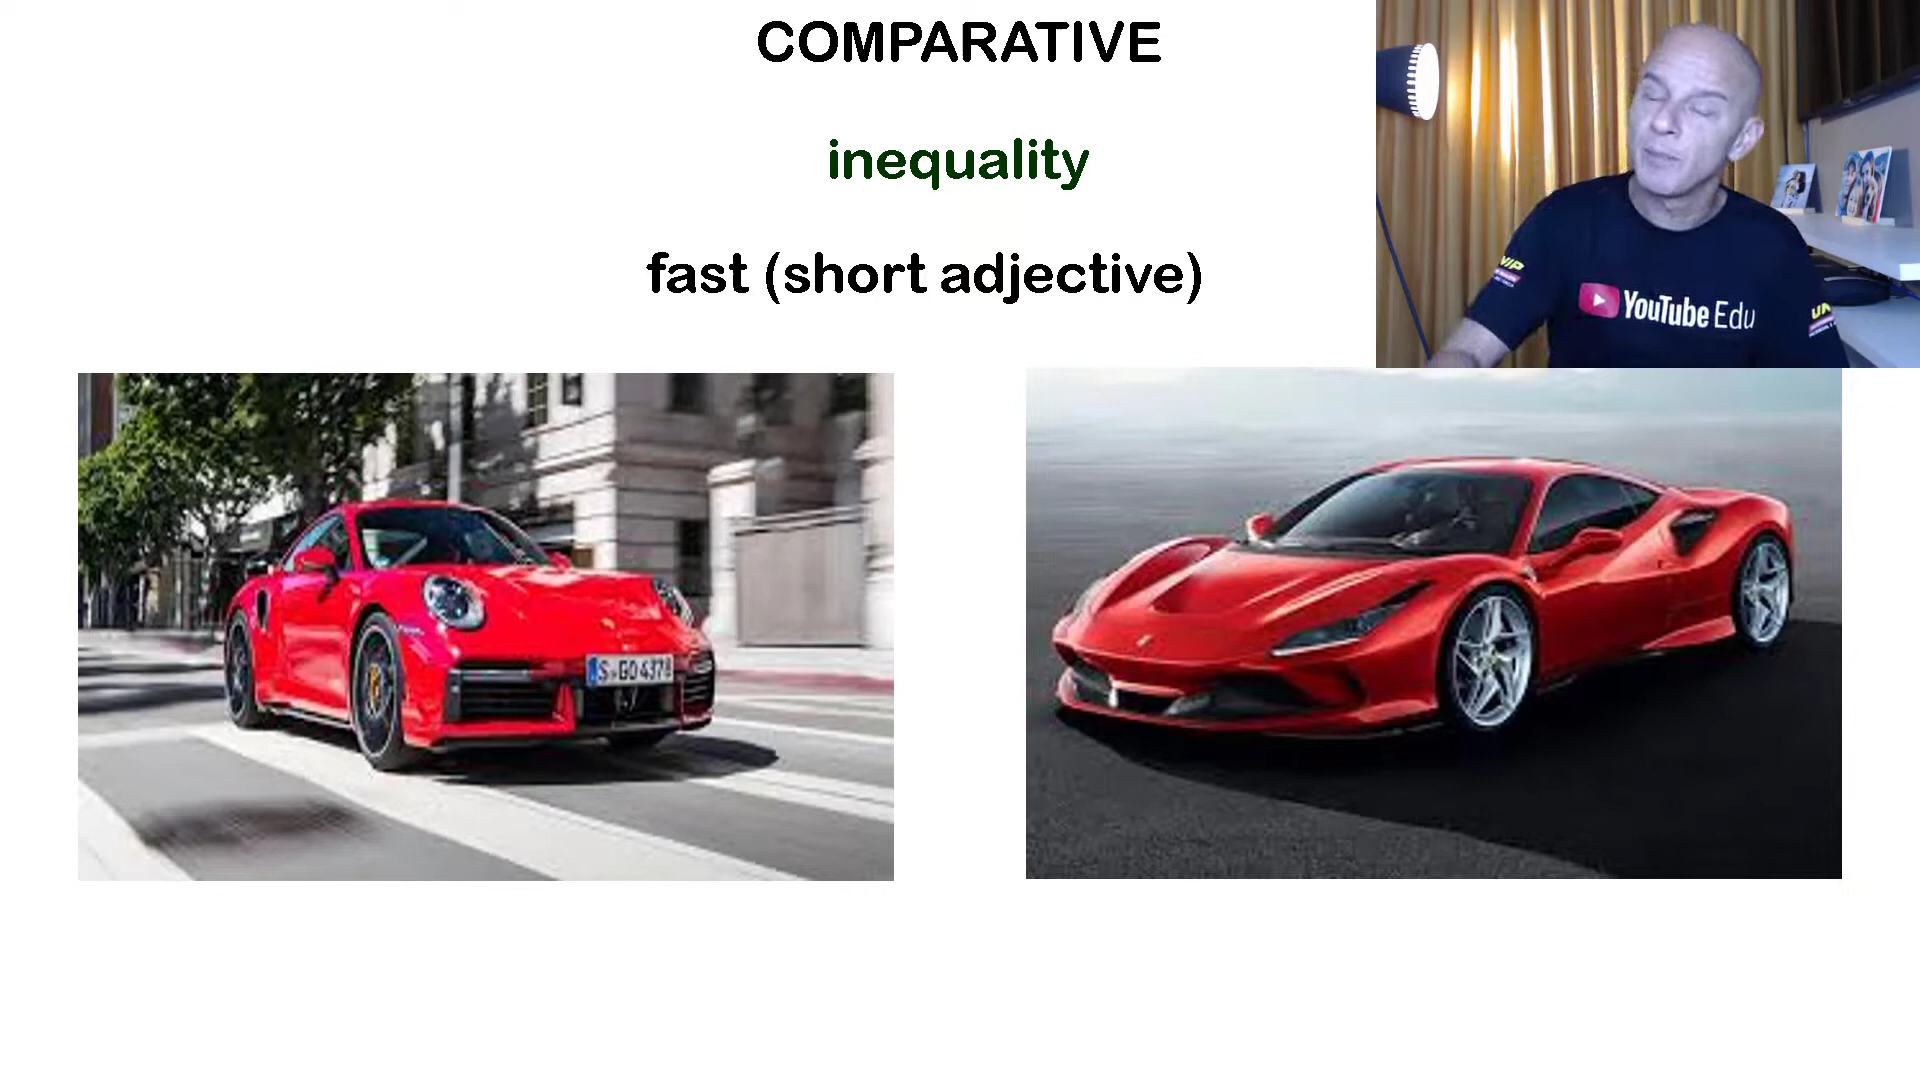 COMPARATIVE
inequality
fast (short adjective)
YouTube Edu
S GO 4378